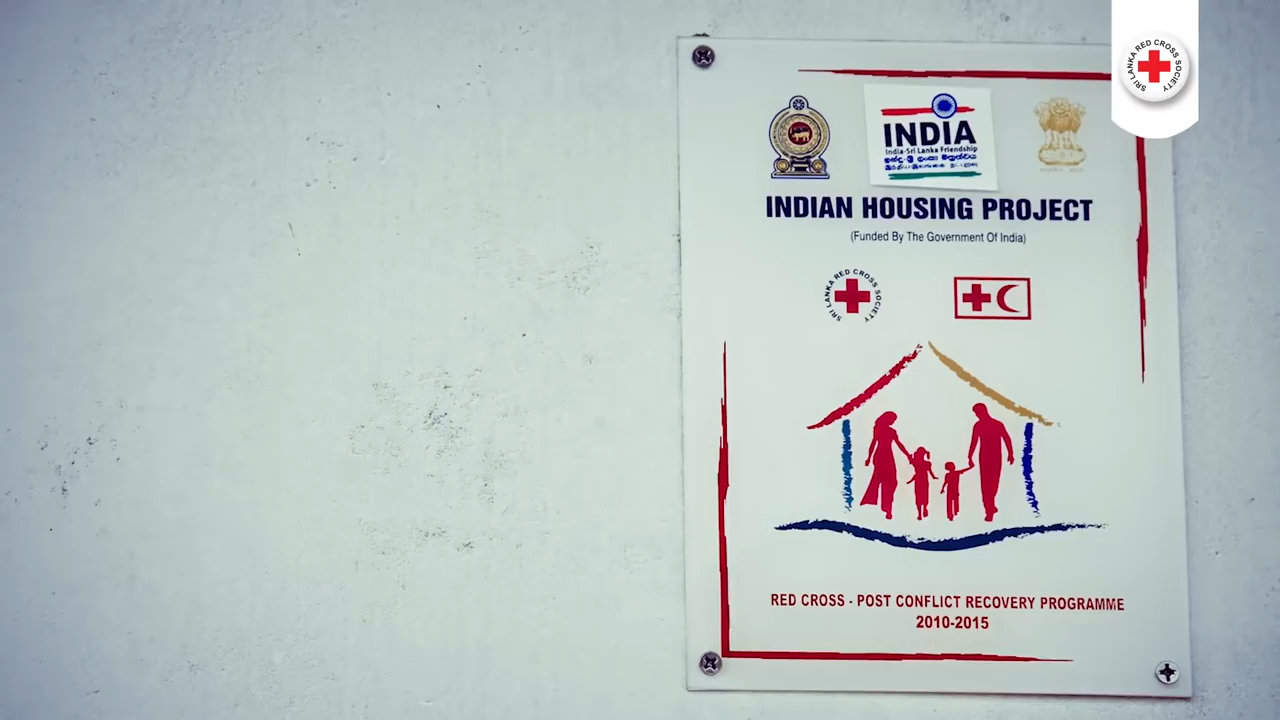 SRI LANKA RED CROSS SOCIETY
INDIA
India-Sri Lanka Friendship
INDIAN HOUSING PROJECT
(Funded By The Government Of India)
SRI LANKA RED CROSS SOCIETY
RED CROSS - POST CONFLICT RECOVERY PROGRAMME
2010-2015